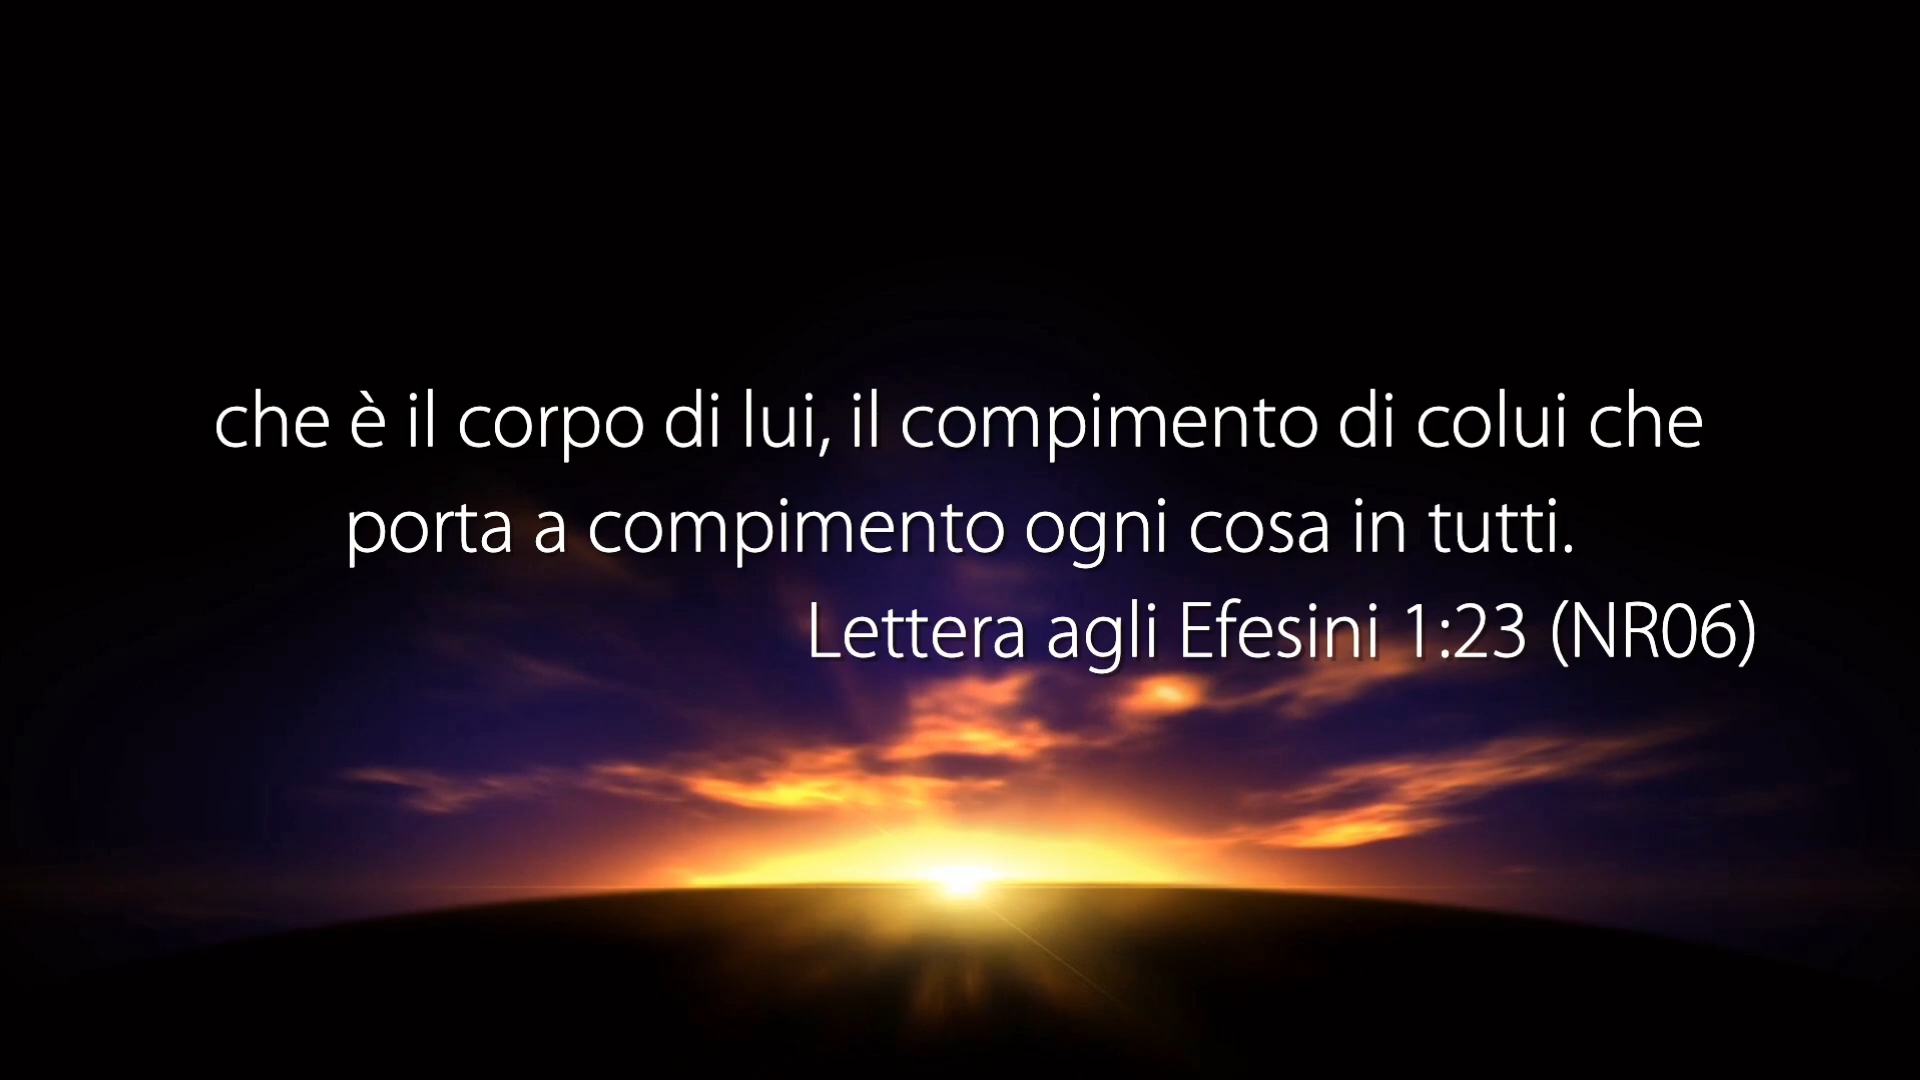 che è il corpo di lui, il compimento di colui che
porta a compimento ogni cosa in tutti.
Lettera agli Efesini 1:23 (NR06)